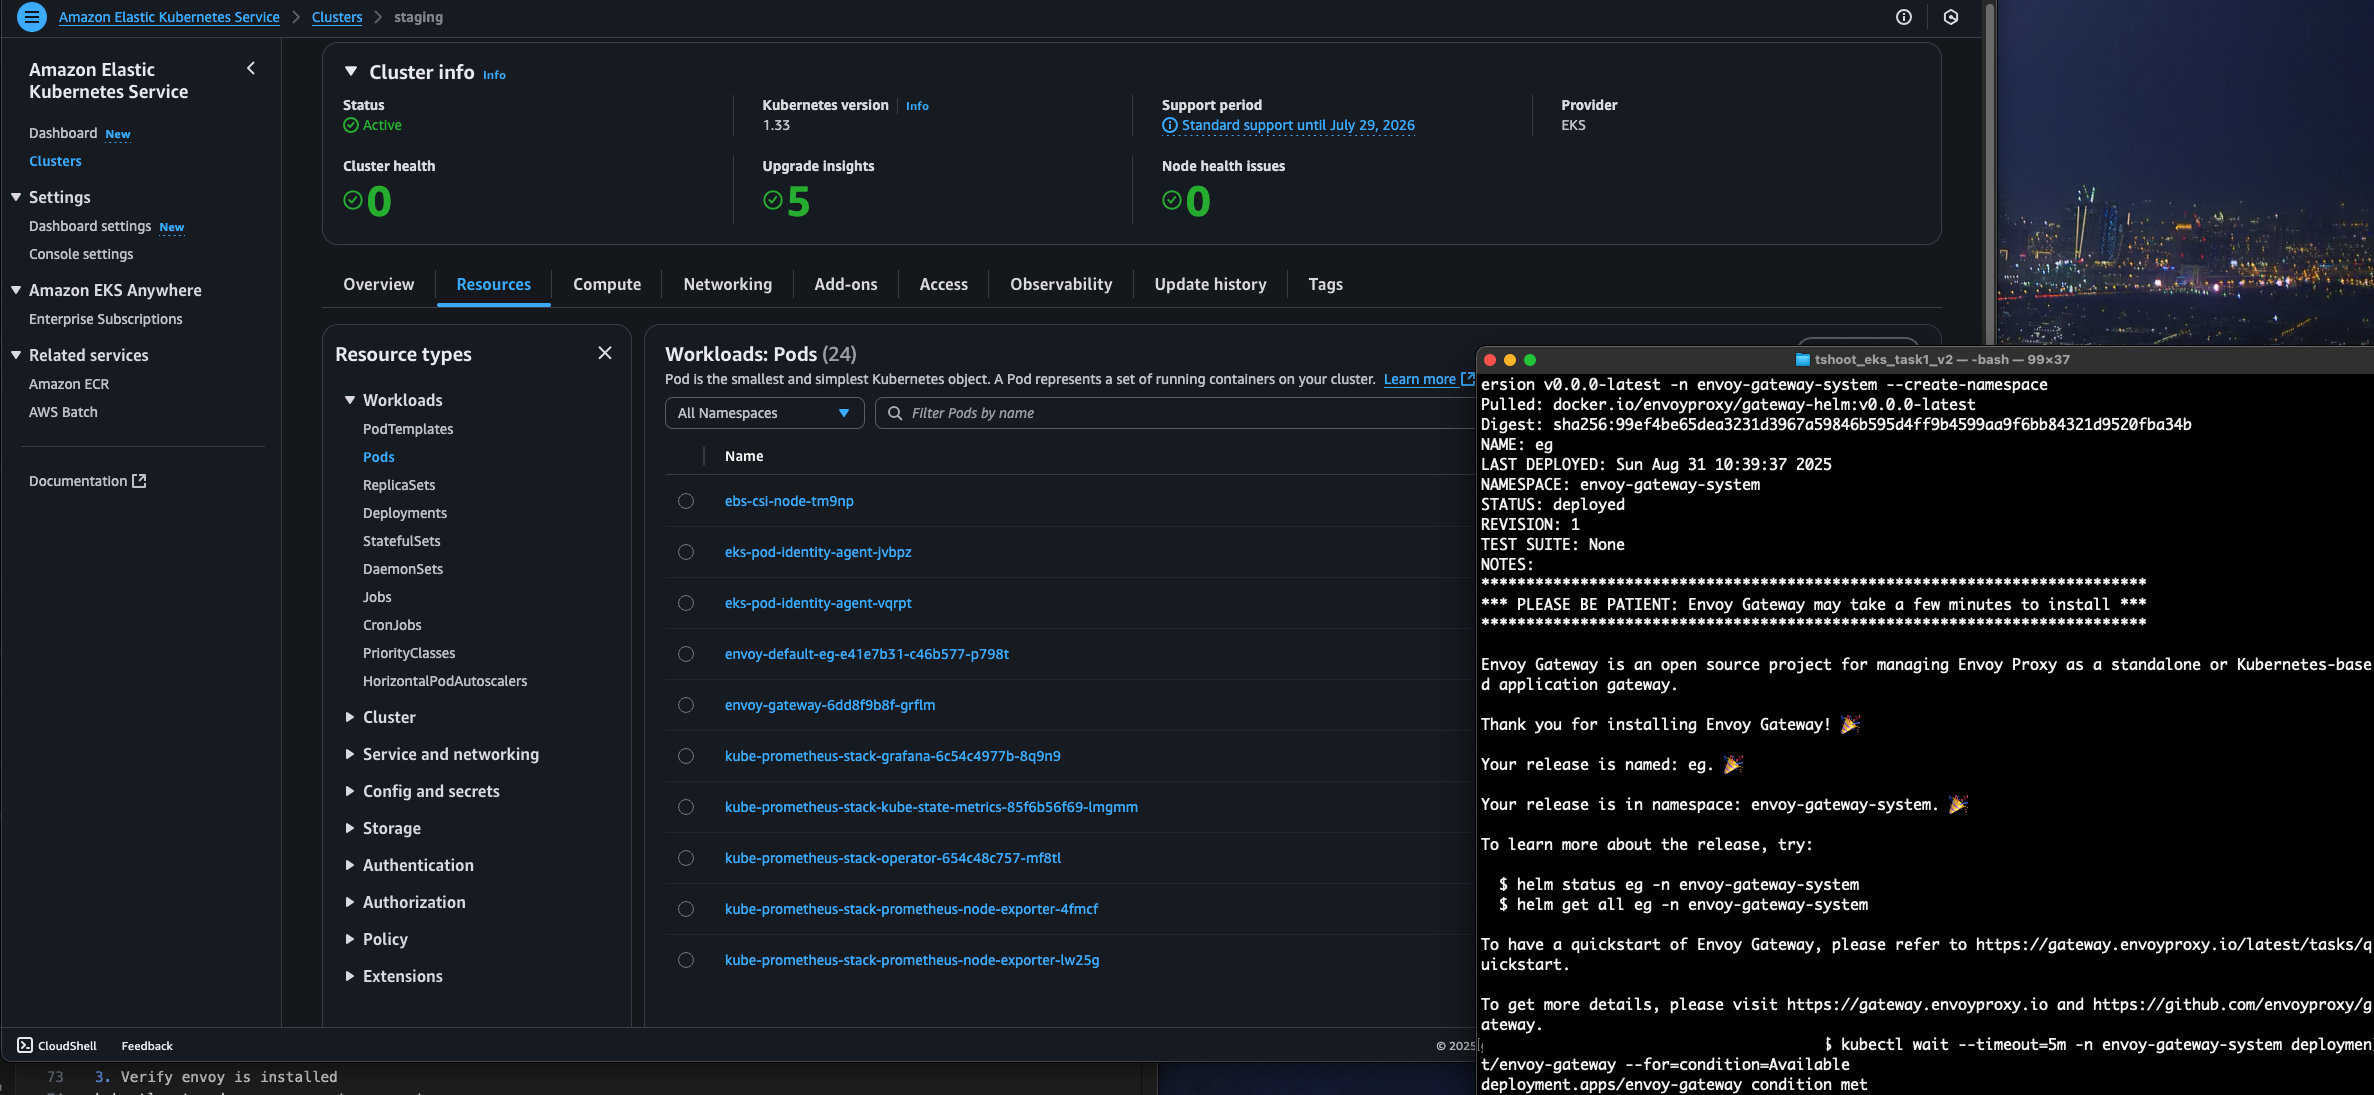 Amazon Elastic Kubernetes Service > Clusters > staging
Amazon Elastic
Kubernetes Service
Dashboard New
Clusters
Settings
Dashboard settings New
Console settings
Amazon EKS Anywhere
Enterprise Subscriptions
Related services
Amazon ECR
AWS Batch
Documentation
Cluster info Info
Status
Active
Kubernetes version Info
1.33
Support period
Standard support until July 29, 2026
Provider
EKS
Cluster health
0
Upgrade insights
5
Node health issues
0
Overview Resources Compute Networking Add-ons Access Observability Update history Tags
Resource types
Workloads
PodTemplates
Pods
ReplicaSets
Deployments
StatefulSets
DaemonSets
Jobs
CronJobs
PriorityClasses
HorizontalPodAutoscalers
Cluster
Service and networking
Config and secrets
Storage
Authentication
Authorization
Policy
Extensions
Workloads: Pods (24)
Pod is the smallest and simplest Kubernetes object. A Pod represents a set of running containers on your cluster. Learn more
All Namespaces Filter Pods by name
Name
ebs-csi-node-tm9np
eks-pod-identity-agent-jvbpz
eks-pod-identity-agent-vqrpt
envoy-default-eg-e41e7b31-c46b577-p798t
envoy-gateway-6dd8f9b8f-grflm
kube-prometheus-stack-grafana-6c54c4977b-8q9n9
kube-prometheus-stack-kube-state-metrics-85f6b56f69-lmgmm
kube-prometheus-stack-operator-654c48c757-mf8tl
kube-prometheus-stack-prometheus-node-exporter-4fmcf
kube-prometheus-stack-prometheus-node-exporter-lw25g
CloudShell Feedback © 2025
73 3. Verify envoy is installed
tshoot_eks_task1_v2 — -bash — 99×37
ersion v0.0.0-latest -n envoy-gateway-system --create-namespace
Pulled: docker.io/envoyproxy/gateway-helm:v0.0.0-latest
Digest: sha256:99ef4be65dea3231d3967a59846b595d4ff9b4599aa9f6bb84321d9520fba34b
NAME: eg
LAST DEPLOYED: Sun Aug 31 10:39:37 2025
NAMESPACE: envoy-gateway-system
STATUS: deployed
REVISION: 1
TEST SUITE: None
NOTES:
**************************************************************************
*** PLEASE BE PATIENT: Envoy Gateway may take a few minutes to install ***
**************************************************************************
Envoy Gateway is an open source project for managing Envoy Proxy as a standalone or Kubernetes-base
d application gateway.
Thank you for installing Envoy Gateway! 🎉
Your release is named: eg. 🎉
Your release is in namespace: envoy-gateway-system. 🎉
To learn more about the release, try:
$ helm status eg -n envoy-gateway-system
$ helm get all eg -n envoy-gateway-system
To have a quickstart of Envoy Gateway, please refer to https://gateway.envoyproxy.io/latest/tasks/q
uickstart.
To get more details, please visit https://gateway.envoyproxy.io and https://github.com/envoyproxy/g
ateway.
$ kubectl wait --timeout=5m -n envoy-gateway-system deploymen
t/envoy-gateway --for=condition=Available
deployment.apps/envoy-gateway condition met